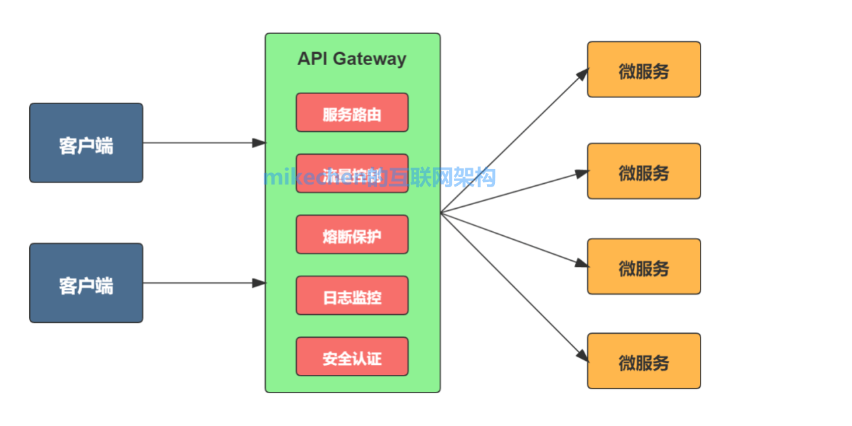 API Gateway
客户端
客户端
服务路由
流量控制
熔断保护
日志监控
安全认证
mikechen的互联网架构
微服务
微服务
微服务
微服务